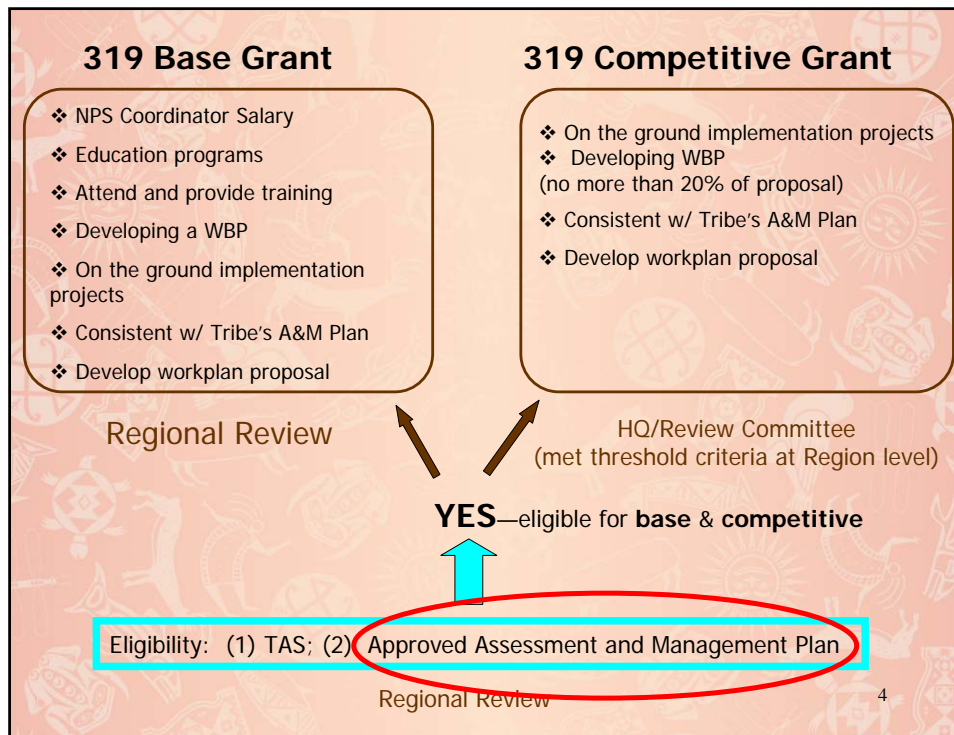 319 Base Grant
❖ NPS Coordinator Salary
❖ Education programs
❖ Attend and provide training
❖ Developing a WBP
❖ On the ground implementation
projects
❖ Consistent w/ Tribe's A&M Plan
❖ Develop workplan proposal
Regional Review
319 Competitive Grant
❖ On the ground implementation projects
❖ Developing WBP
(no more than 20% of proposal)
❖ Consistent w/ Tribe's A&M Plan
❖ Develop workplan proposal
HQ/Review Committee
(met threshold criteria at Region level)
YES—eligible for base & competitive
Eligibility: (1) TAS; (2) Approved Assessment and Management Plan
Regional Review
4